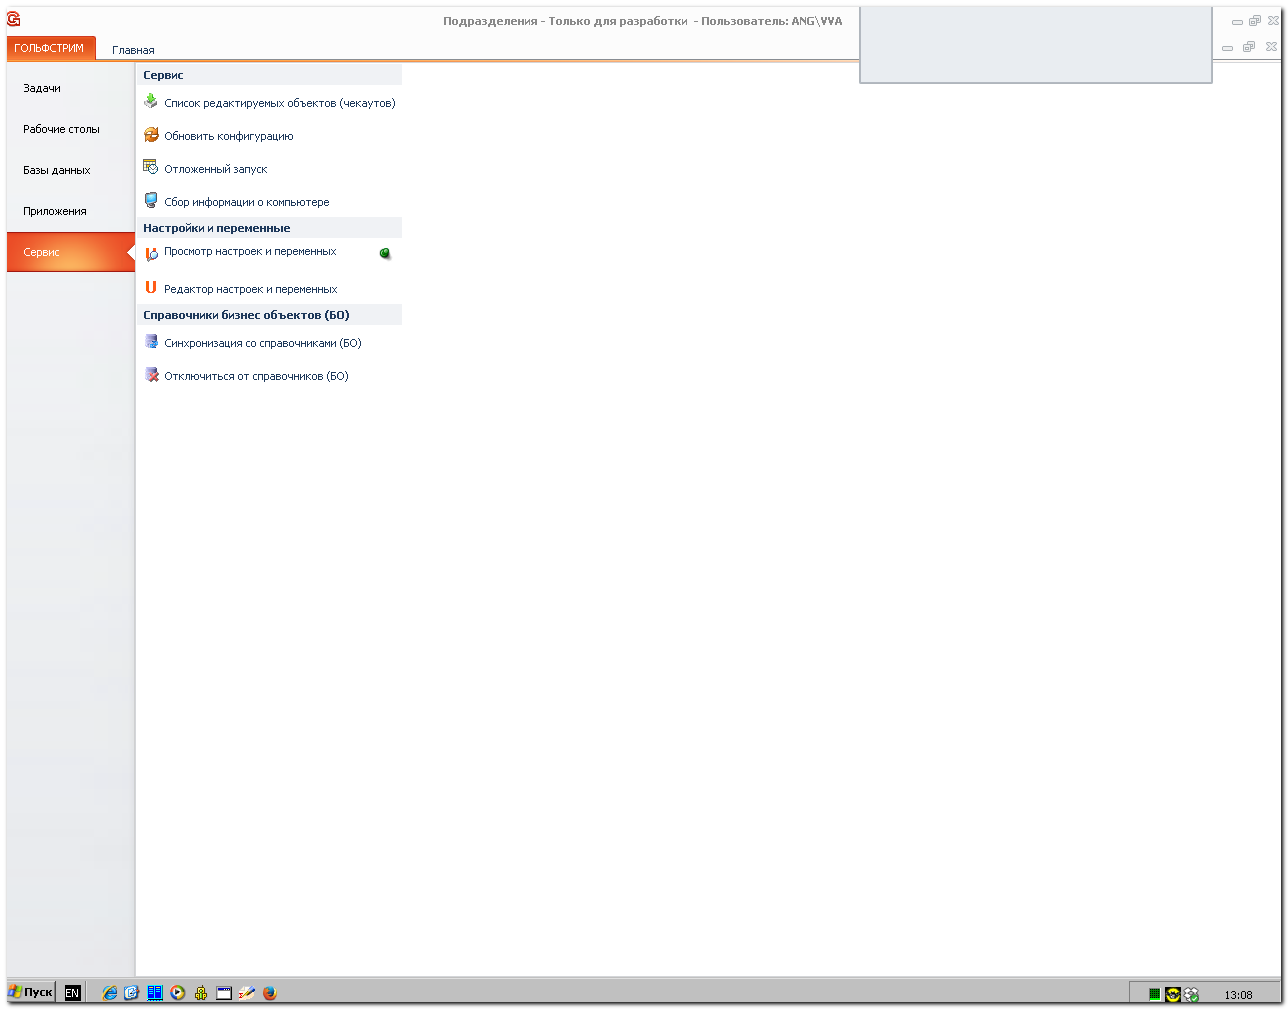 Подразделения - Только для разработки - Пользователь: ANG\VVA
ГОЛЬФСТРИМ
Главная
Задачи
Рабочие столы
Базы данных
Приложения
Сервис
Сервис
Список редактируемых объектов (чекаутов)
Обновить конфигурацию
Отложенный запуск
Сбор информации о компьютере
Настройки и переменные
Просмотр настроек и переменных
Редактор настроек и переменных
Справочники бизнес объектов (БО)
Синхронизация со справочниками (БО)
Отключиться от справочников (БО)
Пуск
EN
13:08